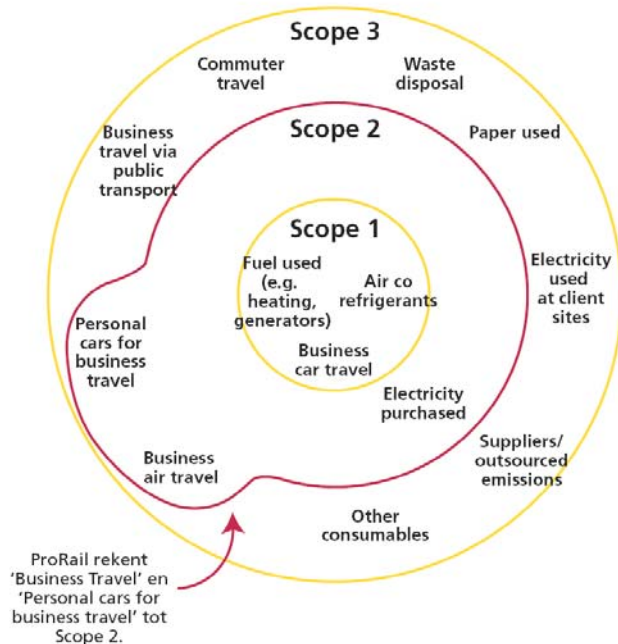 Scope 3
Commuter
travel
Waste
disposal
Business
travel via
public
transport
Scope 2
Paper used
Scope 1
Fuel used
(e.g.
heating,
generators)
Air co
refrigerants
Electricity
used
at client
sites
Personal
cars for
business
travel
Business
car travel
Electricity
purchased
Business
air travel
Suppliers/
outsourced
emissions
Other
consumables
ProRail rekent
‘Business Travel’ en
‘Personal cars for
business travel’ tot
Scope 2.